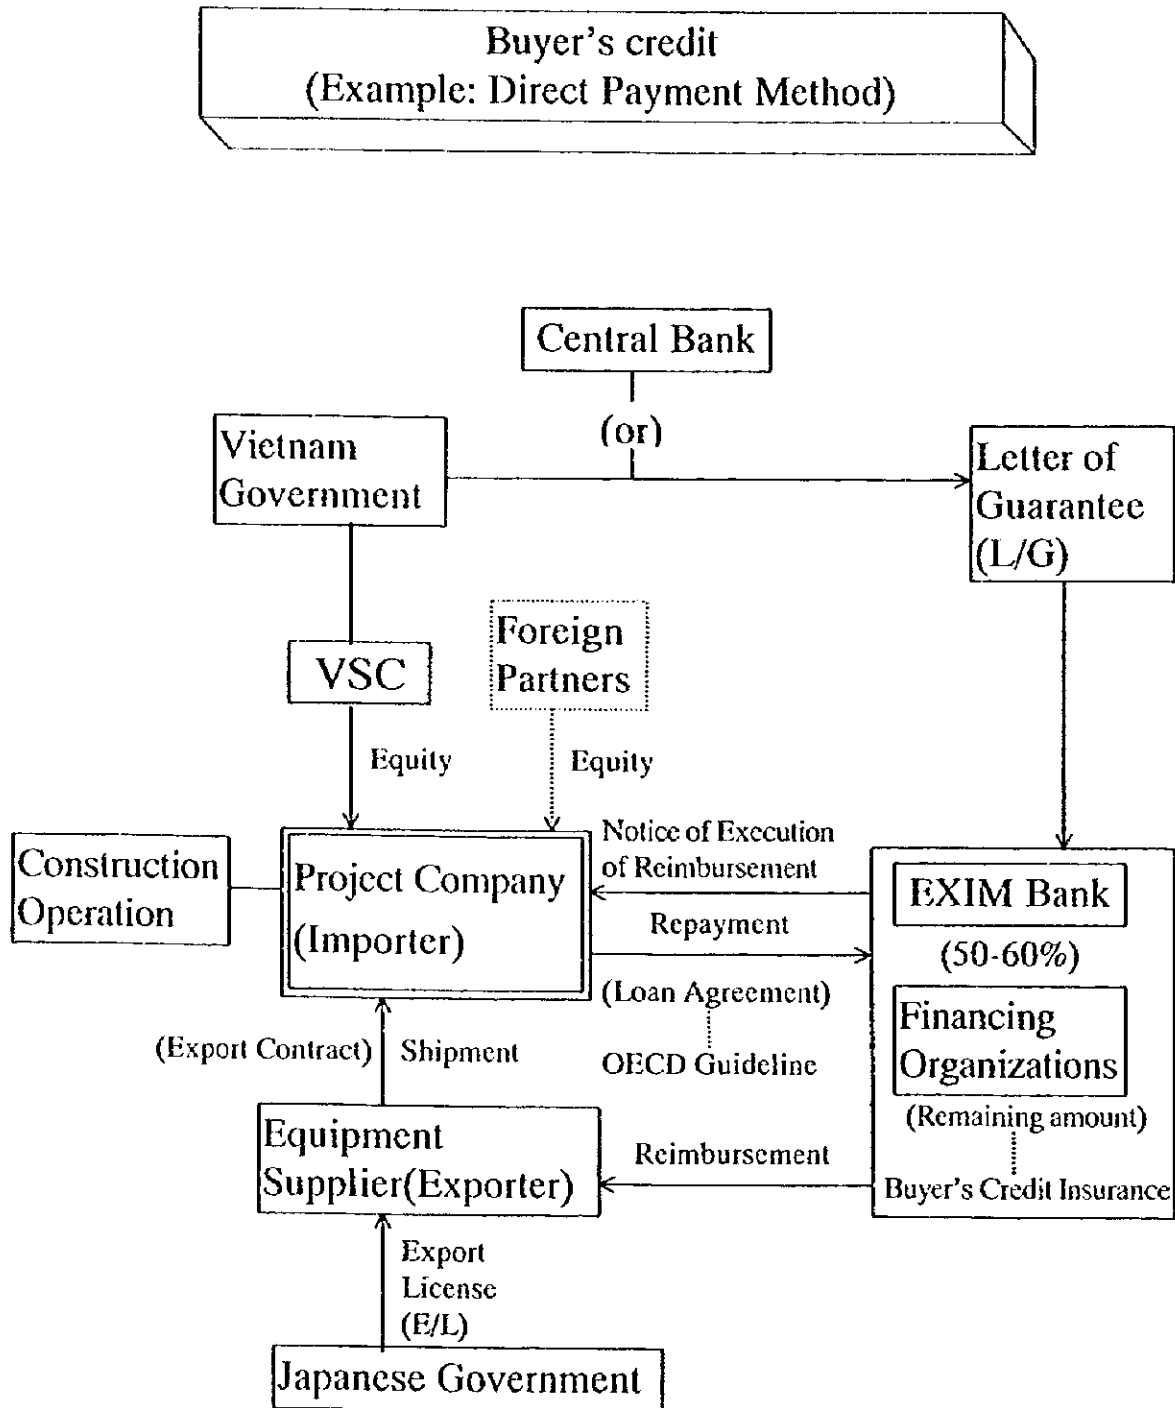 Buyer's credit
(Example: Direct Payment Method)
Central Bank
(or)
Vietnam
Government
Letter of
Guarantee
(L/G)
VSC
Foreign
Partners
Equity
Equity
Construction
Operation
Project Company
(Importer)
Notice of Execution
of Reimbursement
Repayment
(Loan Agreement)
OECD Guideline
EXIM Bank
(50-60%)
Financing
Organizations
(Remaining amount)
Buyer's Credit Insurance
(Export Contract)
Shipment
Equipment
Supplier(Exporter)
Reimbursement
Export
License
(E/L)
Japanese Government